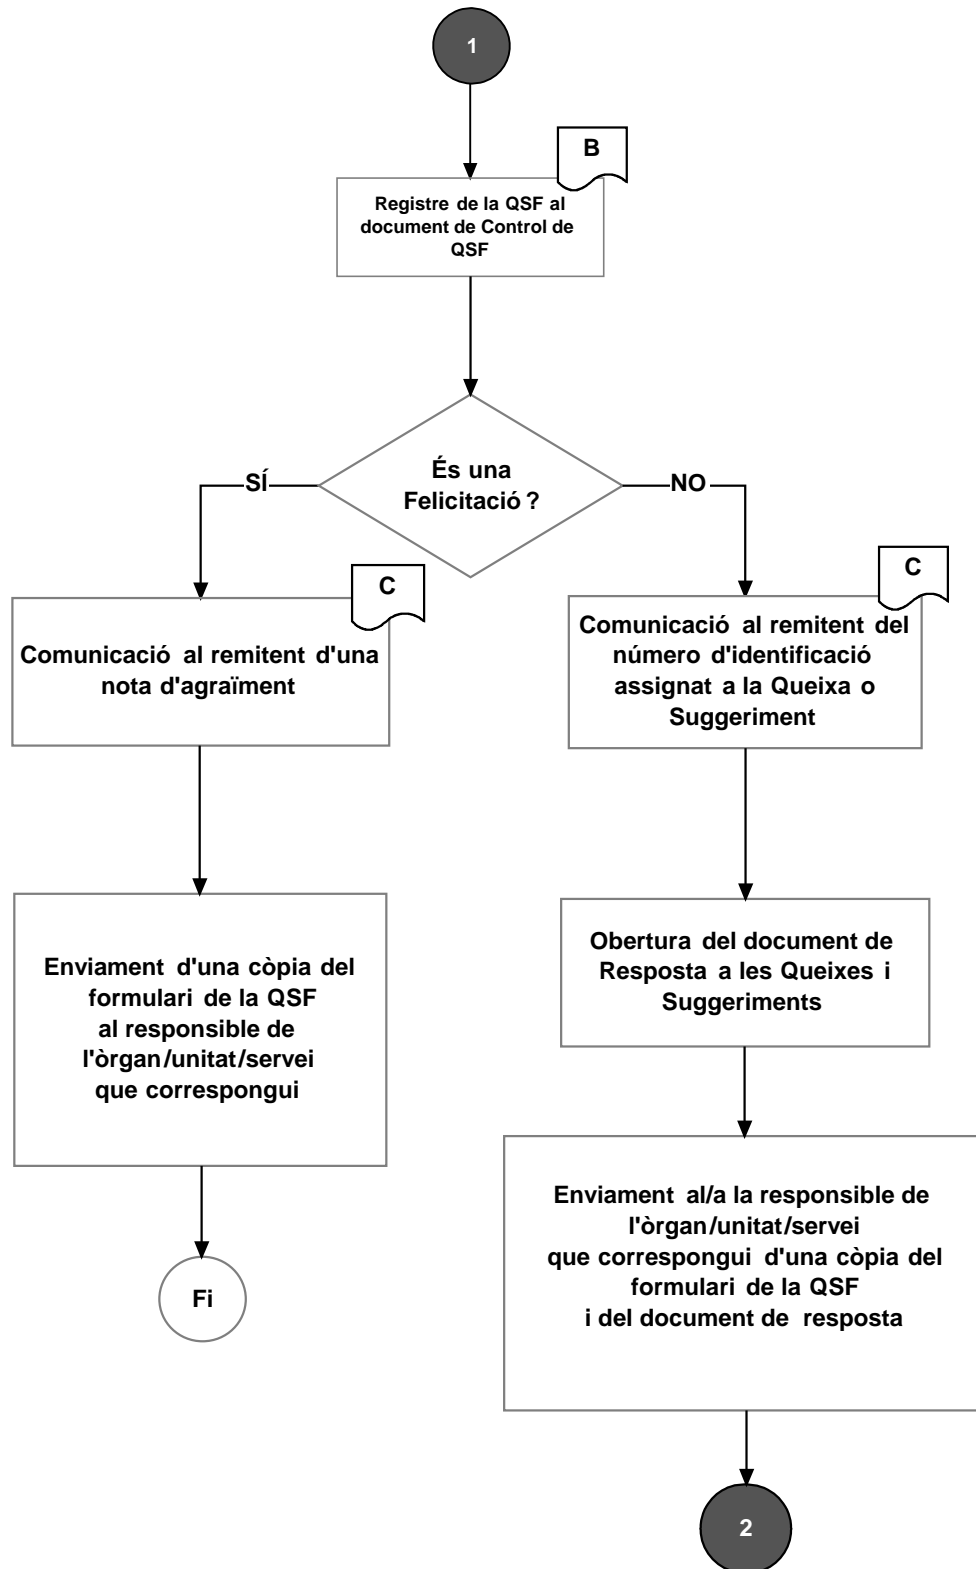 1
B
Registre de la QSF al
document de Control de
QSF
És una
Felicitació ?
SÍ
NO
C
Comunicació al remitent d'una
nota d'agraïment
C
Comunicació al remitent del
número d'identificació
assignat a la Queixa o
Suggeriment
Enviament d'una còpia del
formulari de la QSF
al responsible de
l'òrgan/unitat/servei
que correspongui
Obertura del document de
Resposta a les Queixes i
Suggeriments
Enviament al/a la responsible de
l'òrgan/unitat/servei
que correspongui d'una còpia del
formulari de la QSF
i del document de resposta
Fi
2